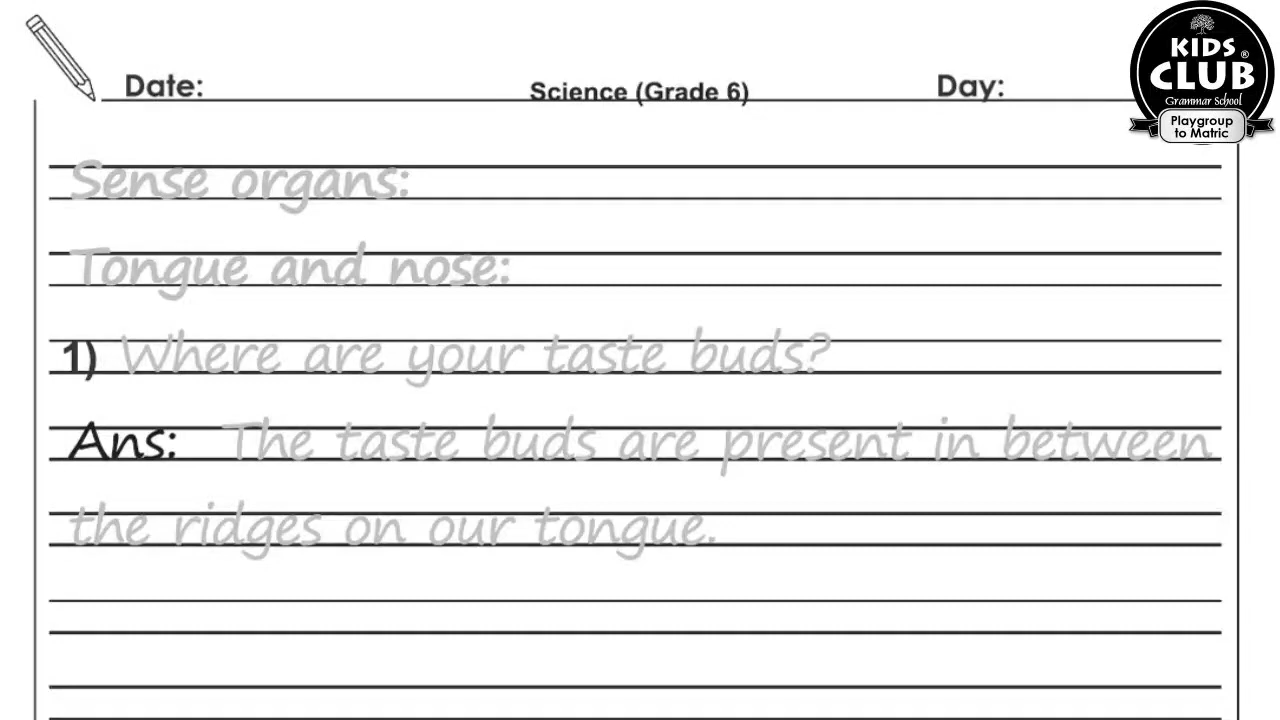 Date: Science (Grade 6) Day:
KIDS
CLUB
®
Grammar School
Playgroup
to Matric
Sense organs:
Tongue and nose:
1) Where are your taste buds?
Ans: The taste buds are present in between
the ridges on our tongue.